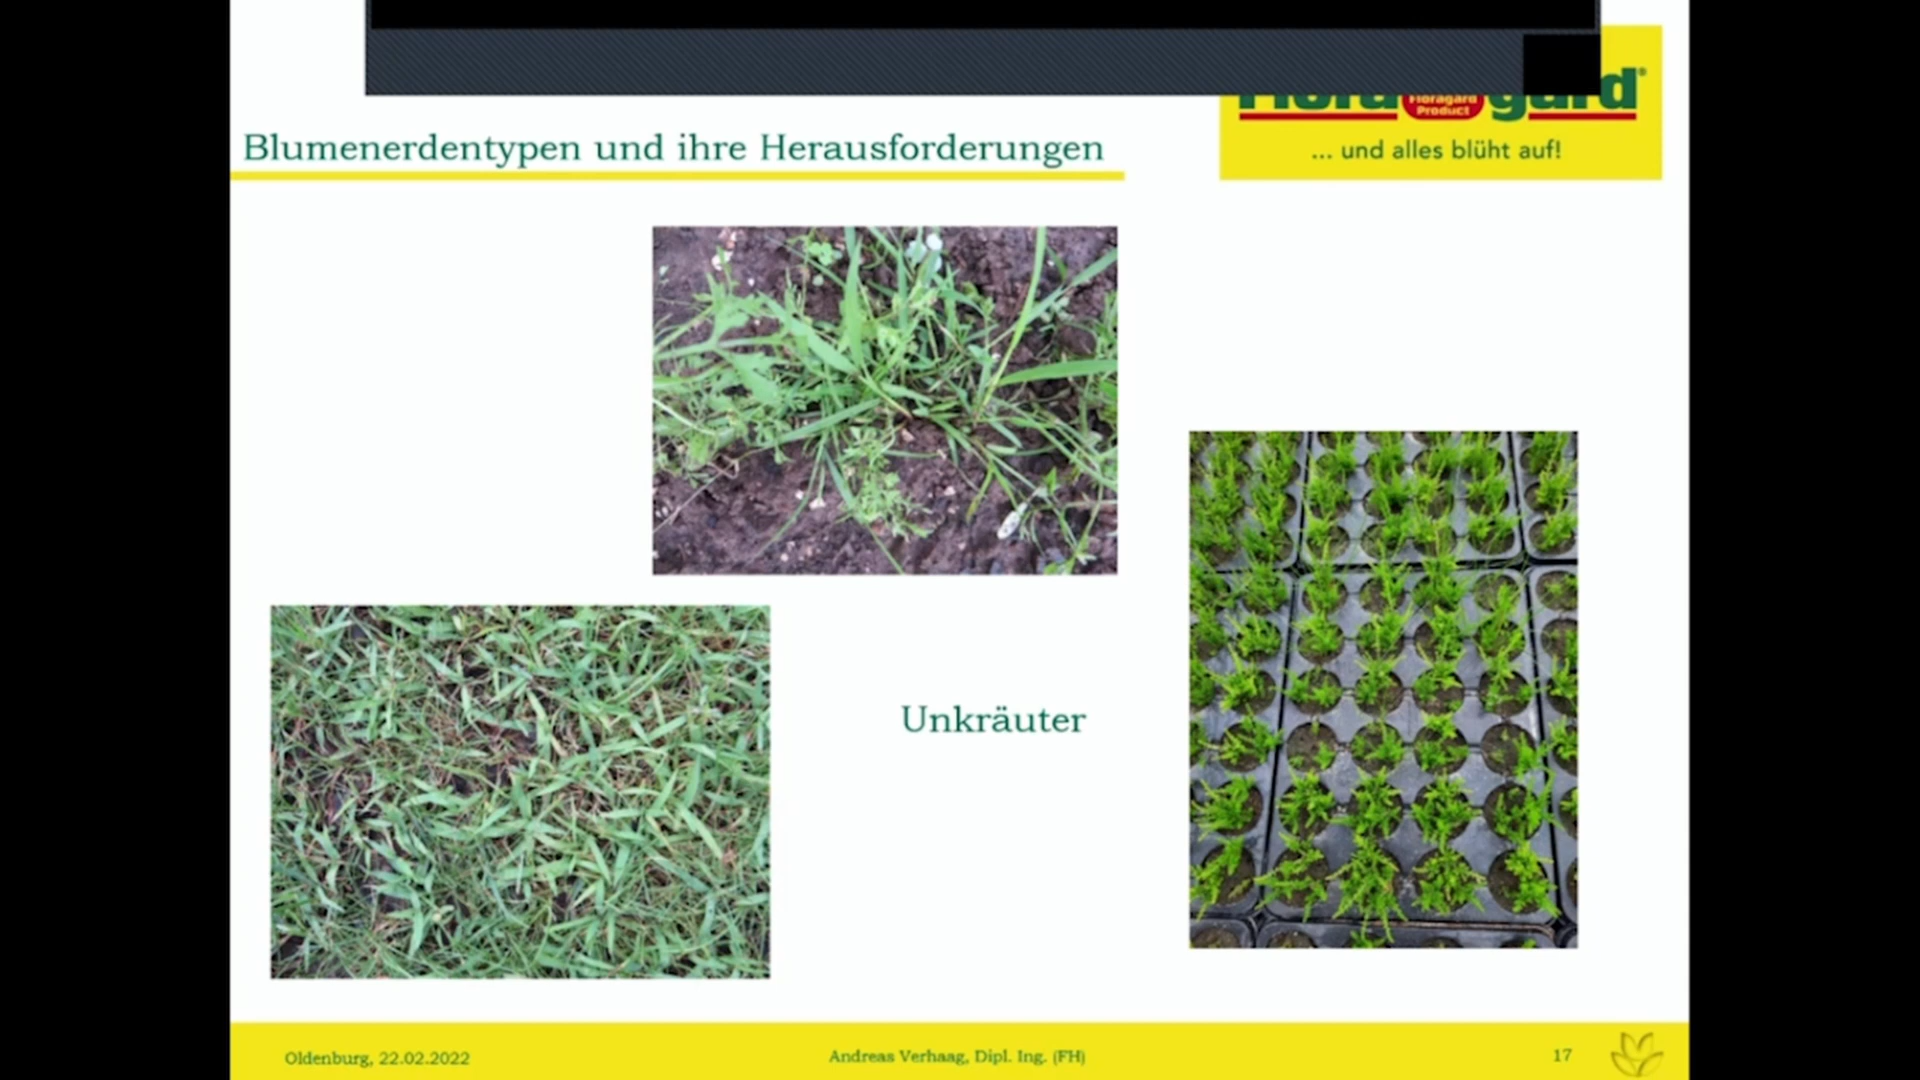 Floragard
Product
... und alles blüht auf!
Blumenerdentypen und ihre Herausforderungen
Unkräuter
Oldenburg, 22.02.2022
Andreas Verhaag, Dipl. Ing. (FH)
17